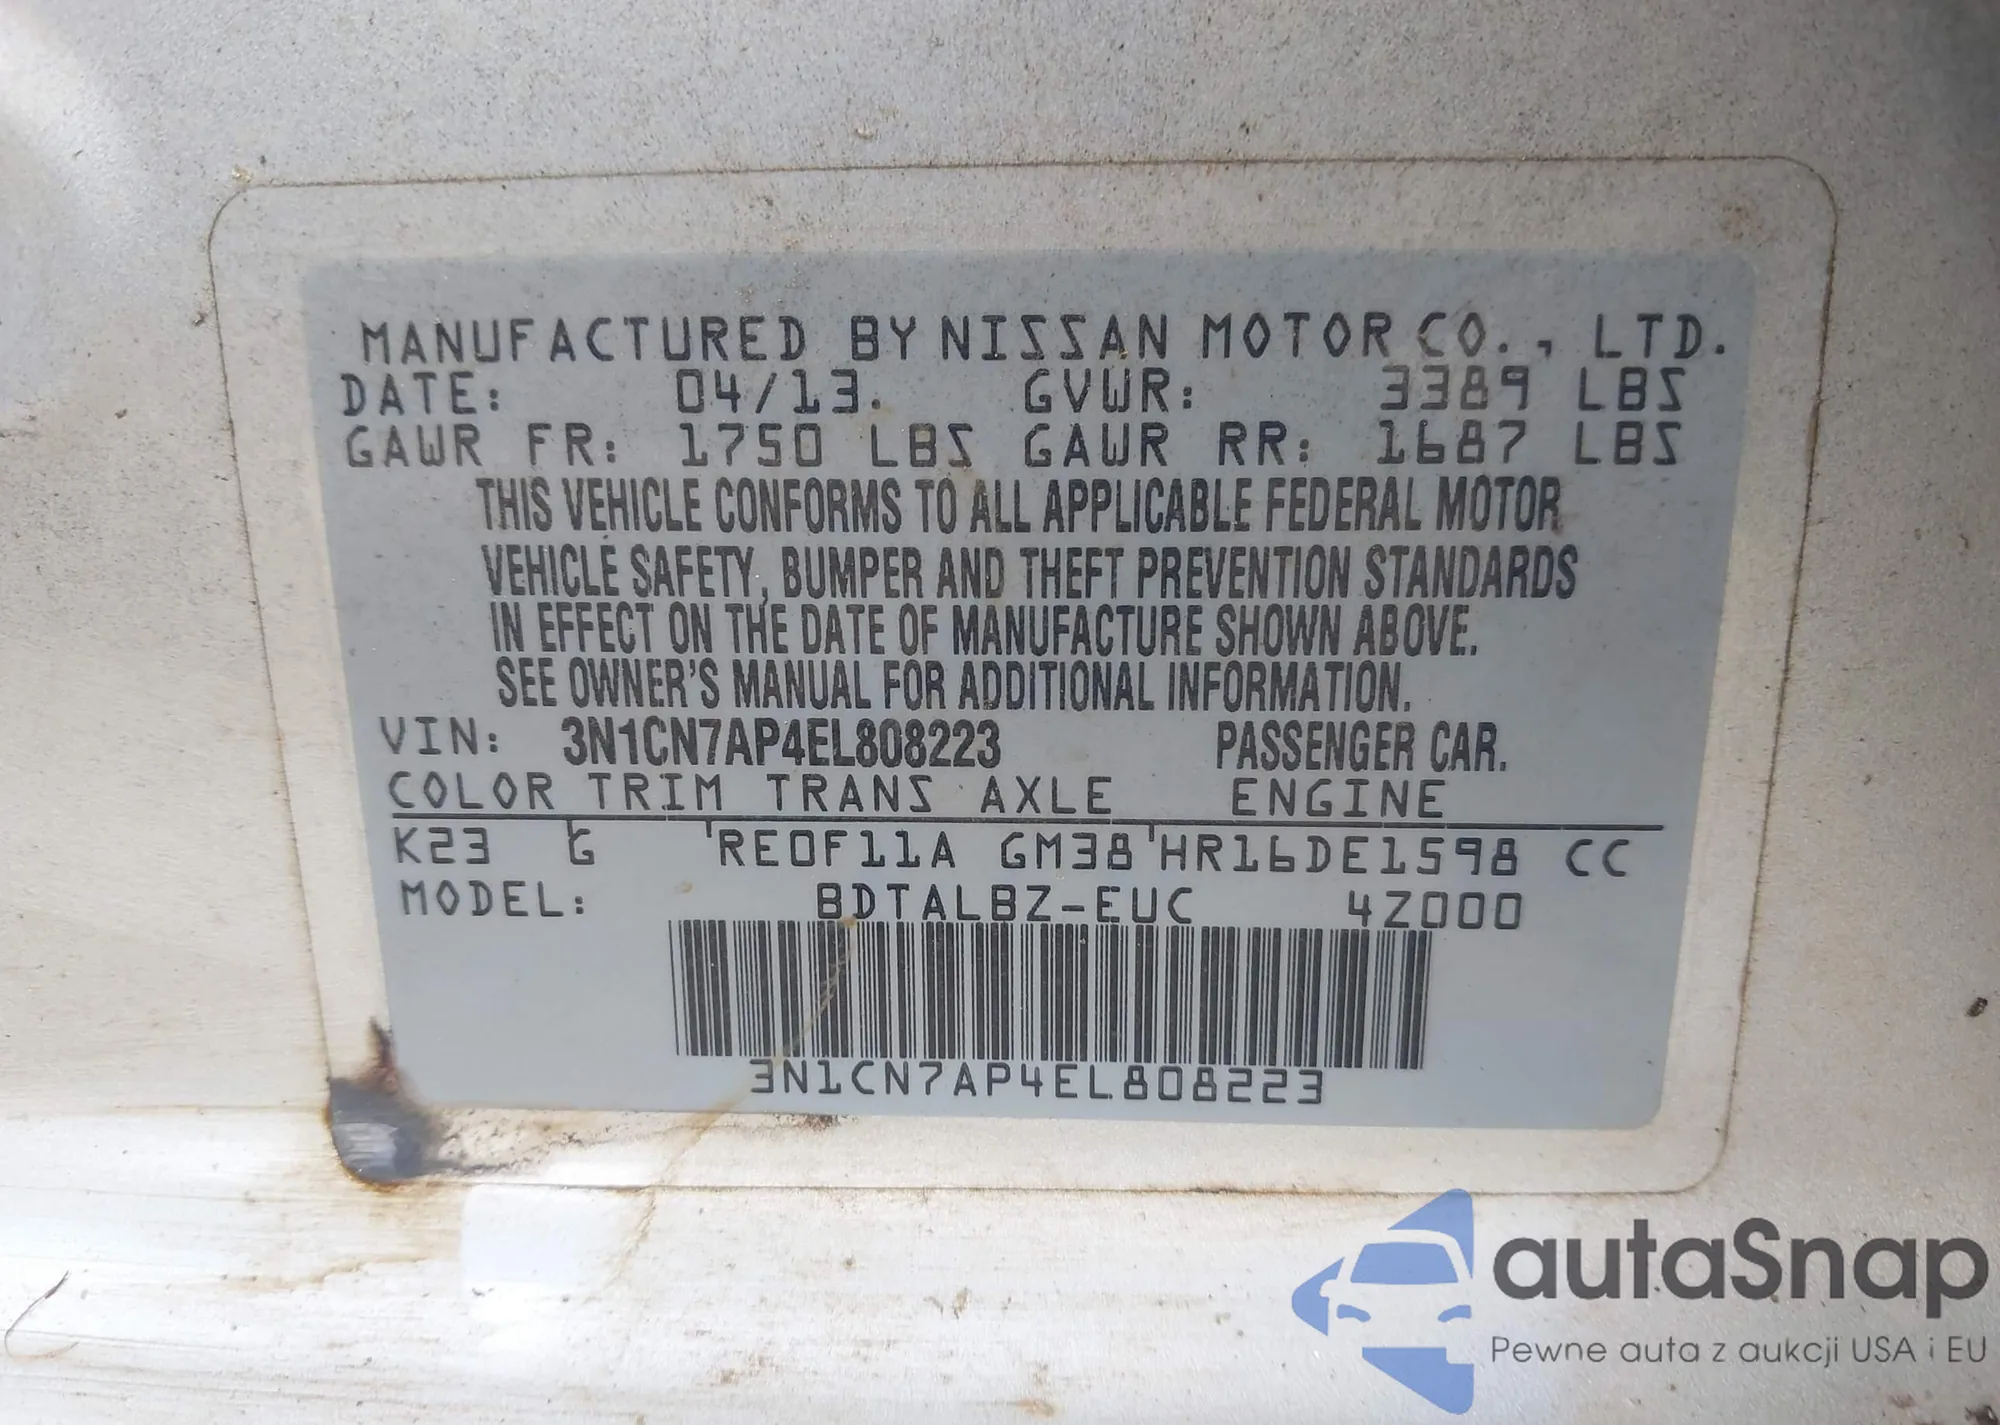 MANUFACTURED BY NISSAN MOTOR CO., LTD.
DATE: 04/13. GVWR: 3389 LBS
GAWR FR: 1750 LBS GAWR RR: 1687 LBS
THIS VEHICLE CONFORMS TO ALL APPLICABLE FEDERAL MOTOR
VEHICLE SAFETY, BUMPER AND THEFT PREVENTION STANDARDS
IN EFFECT ON THE DATE OF MANUFACTURE SHOWN ABOVE.
SEE OWNER'S MANUAL FOR ADDITIONAL INFORMATION.
VIN: 3N1CN7AP4EL808223 PASSENGER CAR.
COLOR TRIM TRANS AXLE ENGINE
K23 G RE0F11A GM38 HR16DE1598 CC
MODEL: BDTALBZ-EUC 4Z000
3N1CN7AP4EL808223
autoSnap
Pewne auta z aukcji USA i EU